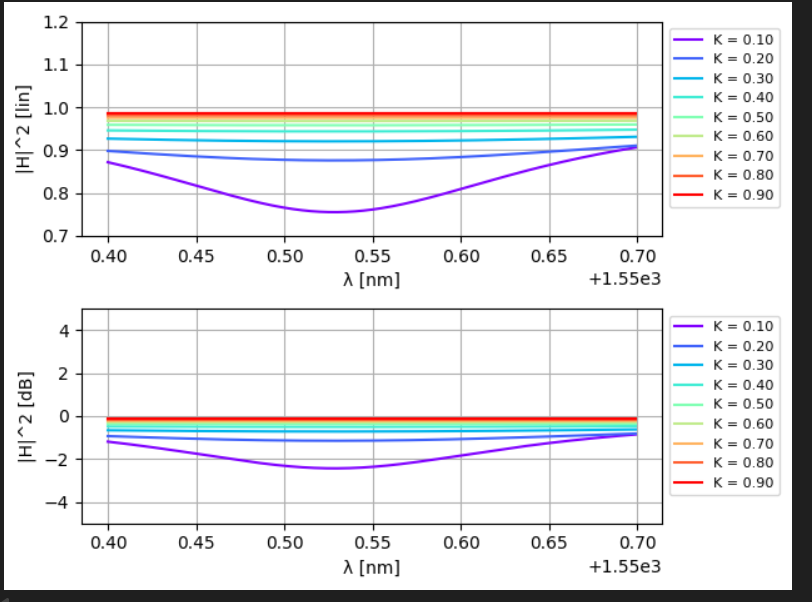 1.2
1.1
1.0
0.9
0.8
0.7
|H|^2 [lin]
0.40 0.45 0.50 0.55 0.60 0.65 0.70
λ [nm]
+1.55e3
K = 0.10
K = 0.20
K = 0.30
K = 0.40
K = 0.50
K = 0.60
K = 0.70
K = 0.80
K = 0.90
4
2
0
−2
−4
|H|^2 [dB]
0.40 0.45 0.50 0.55 0.60 0.65 0.70
λ [nm]
+1.55e3
K = 0.10
K = 0.20
K = 0.30
K = 0.40
K = 0.50
K = 0.60
K = 0.70
K = 0.80
K = 0.90